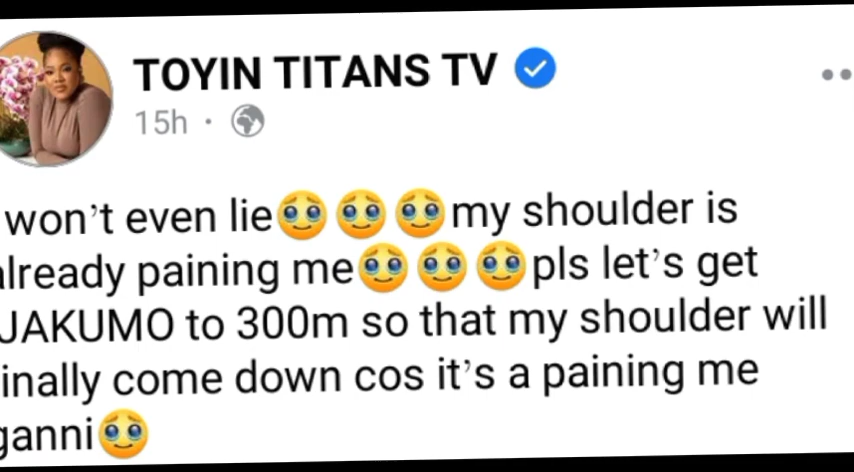 TOYIN TITANS TV
15h ·
won't even lie🥹🥹🥹my shoulder is
already paining me🥹🥹🥹pls let's get
IJAKUMO to 300m so that my shoulder will
finally come down cos it's a paining me
ganni🥹